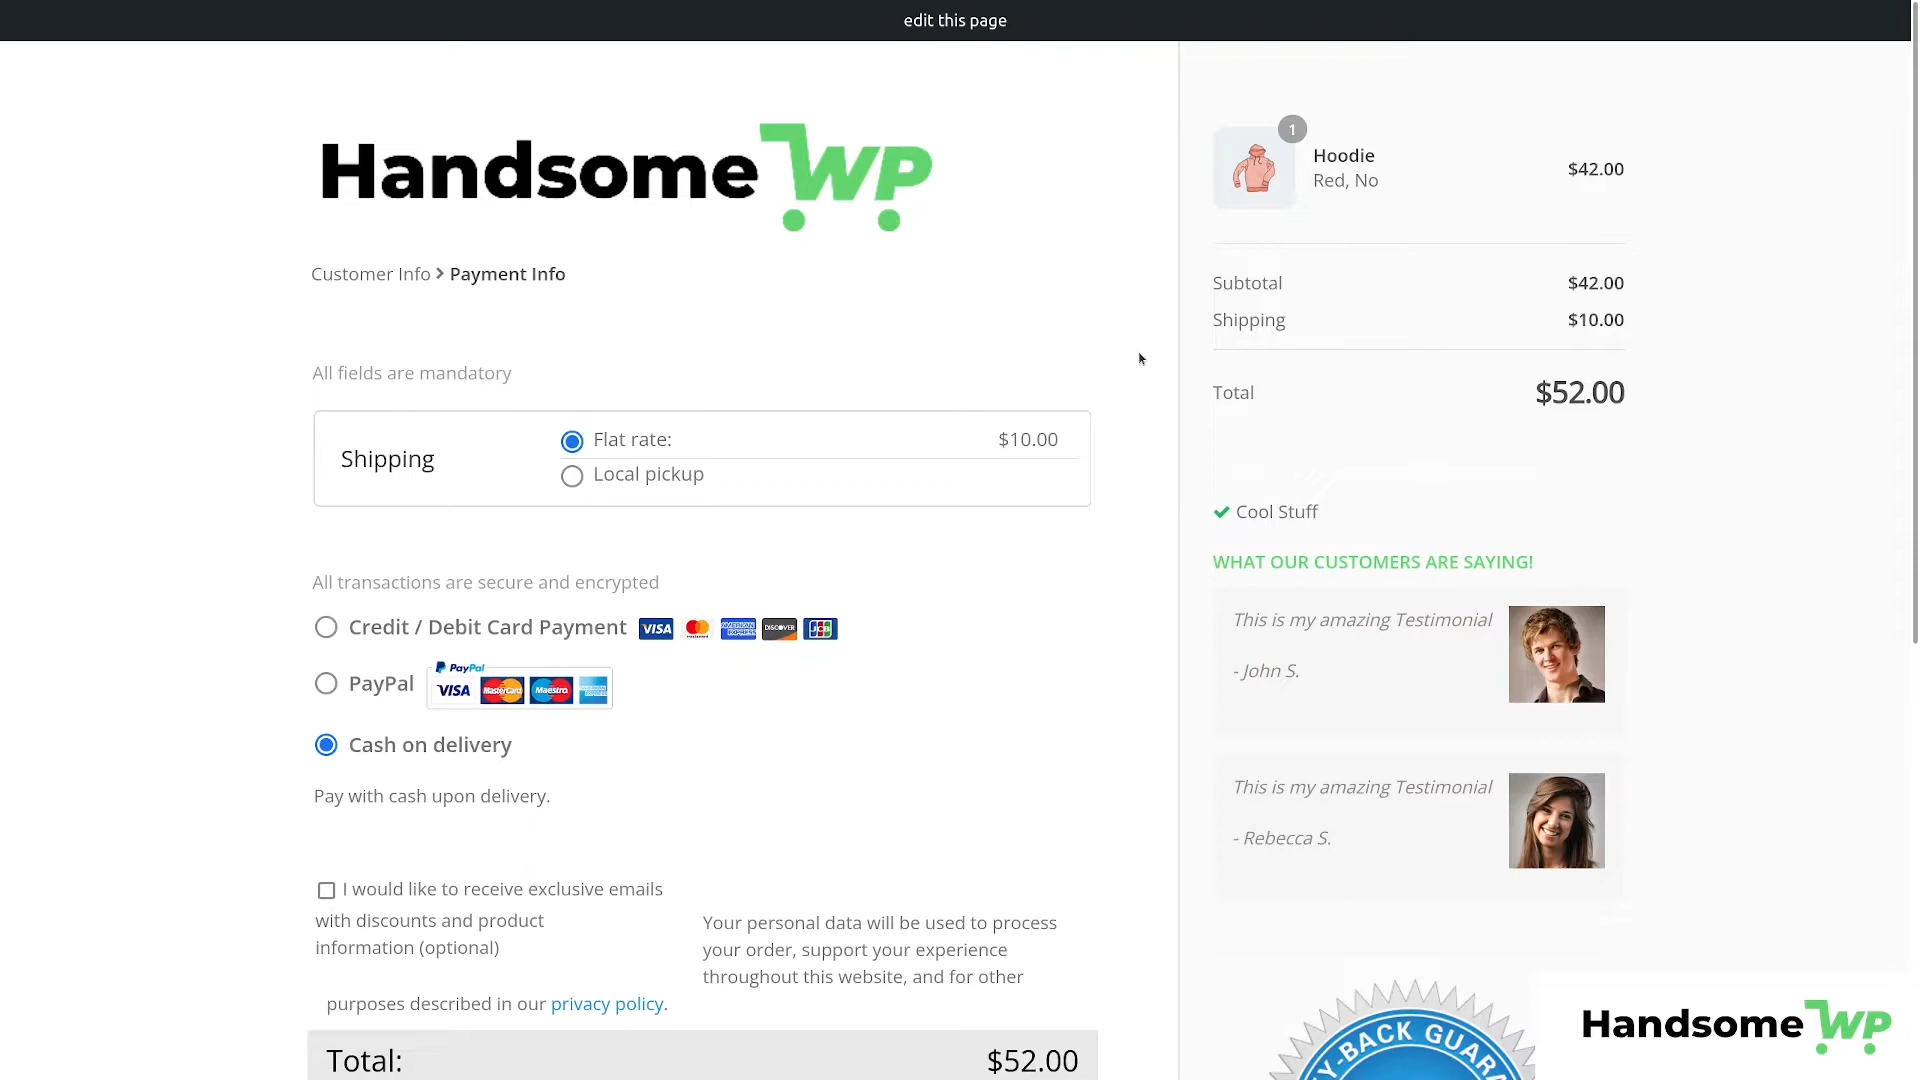 edit this page
HandsomeWP
Customer Info > Payment Info
All fields are mandatory
Shipping
Flat rate: $10.00
Local pickup
All transactions are secure and encrypted
Credit / Debit Card Payment VISA mastercard AMERICAN EXPRESS DISCOVER JCB
PayPal PayPal VISA MasterCard Maestro
Cash on delivery
Pay with cash upon delivery.
I would like to receive exclusive emails
with discounts and product
information (optional)
Your personal data will be used to process
your order, support your experience
throughout this website, and for other
purposes described in our privacy policy.
Total: $52.00
1
Hoodie
Red, No
$42.00
Subtotal $42.00
Shipping $10.00
Total $52.00
Cool Stuff
WHAT OUR CUSTOMERS ARE SAYING!
This is my amazing Testimonial
- John S.
This is my amazing Testimonial
- Rebecca S.
Y-BACK GUARA
HandsomeWP